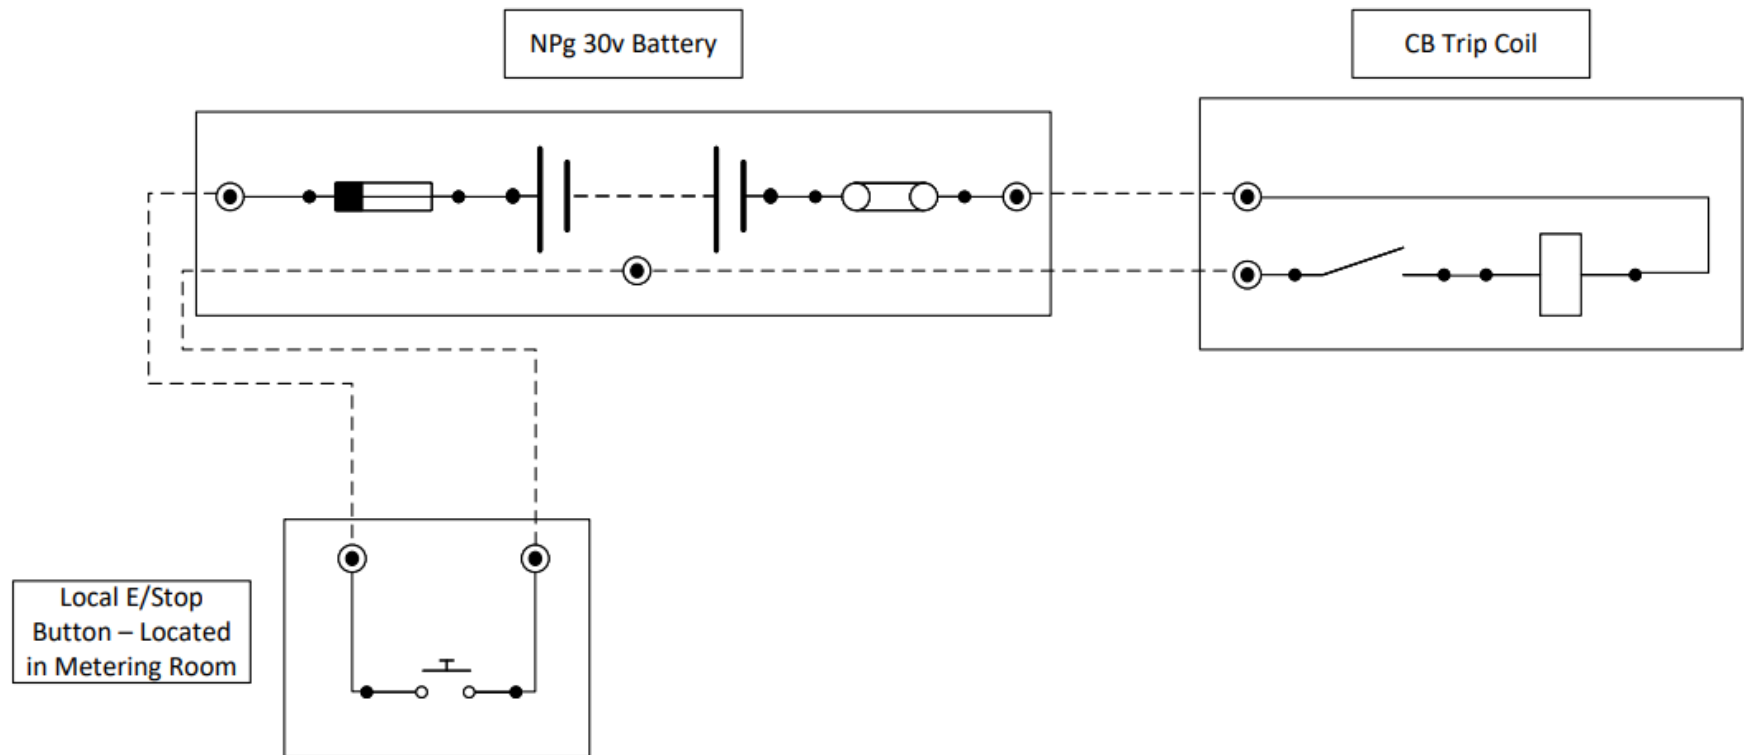 NPg 30v Battery
CB Trip Coil
Local E/Stop
Button – Located
in Metering Room